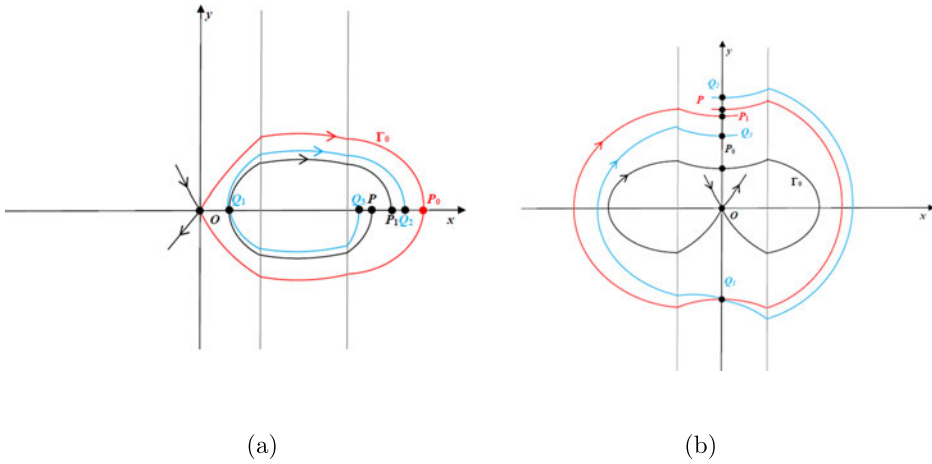 y
Γ₀
Q₁
Q₃ P
P₀
O
P₁ Q₂
x
(a)
y
Q₂
P
P₁
Q₃
P₀
Γ₀
O
x
Q₁
(b)